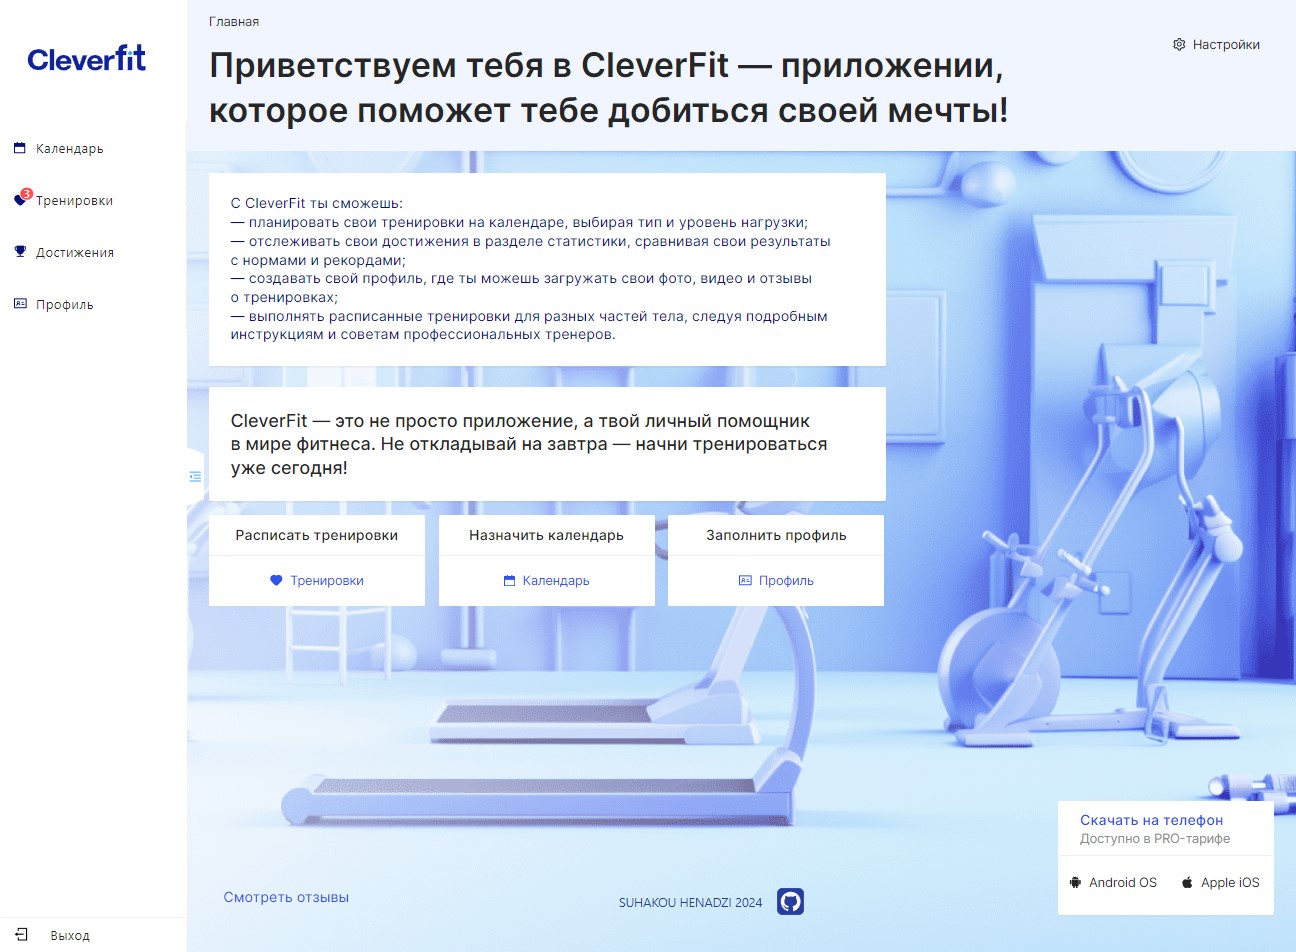 Cleverfit
Календарь
3
Тренировки
Достижения
Профиль
Выход
Главная
Настройки
Приветствуем тебя в CleverFit — приложении,
которое поможет тебе добиться своей мечты!
С CleverFit ты сможешь:
— планировать свои тренировки на календаре, выбирая тип и уровень нагрузки;
— отслеживать свои достижения в разделе статистики, сравнивая свои результаты
с нормами и рекордами;
— создавать свой профиль, где ты можешь загружать свои фото, видео и отзывы
о тренировках;
— выполнять расписанные тренировки для разных частей тела, следуя подробным
инструкциям и советам профессиональных тренеров.
CleverFit — это не просто приложение, а твой личный помощник
в мире фитнеса. Не откладывай на завтра — начни тренироваться
уже сегодня!
Расписать тренировки
Тренировки
Назначить календарь
Календарь
Заполнить профиль
Профиль
Смотреть отзывы
SUHAKOU HENADZI 2024
Скачать на телефон
Доступно в PRO-тарифе
Android OS
Apple iOS